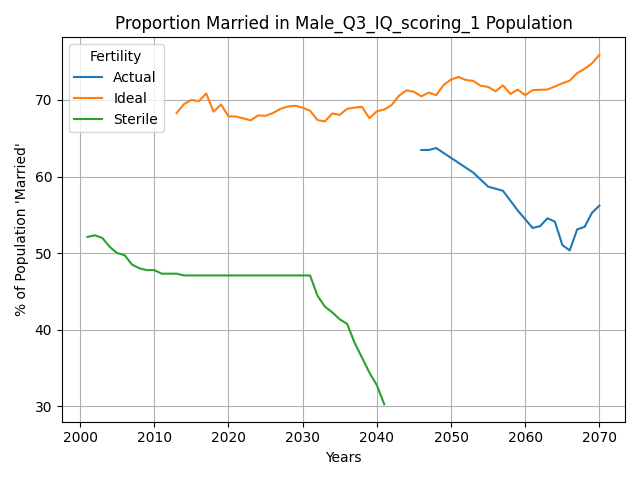 Proportion Married in Male_Q3_IQ_scoring_1 Population
Fertility
Actual
Ideal
Sterile
% of Population 'Married'
70
60
50
40
30
2000 2010 2020 2030 2040 2050 2060 2070
Years